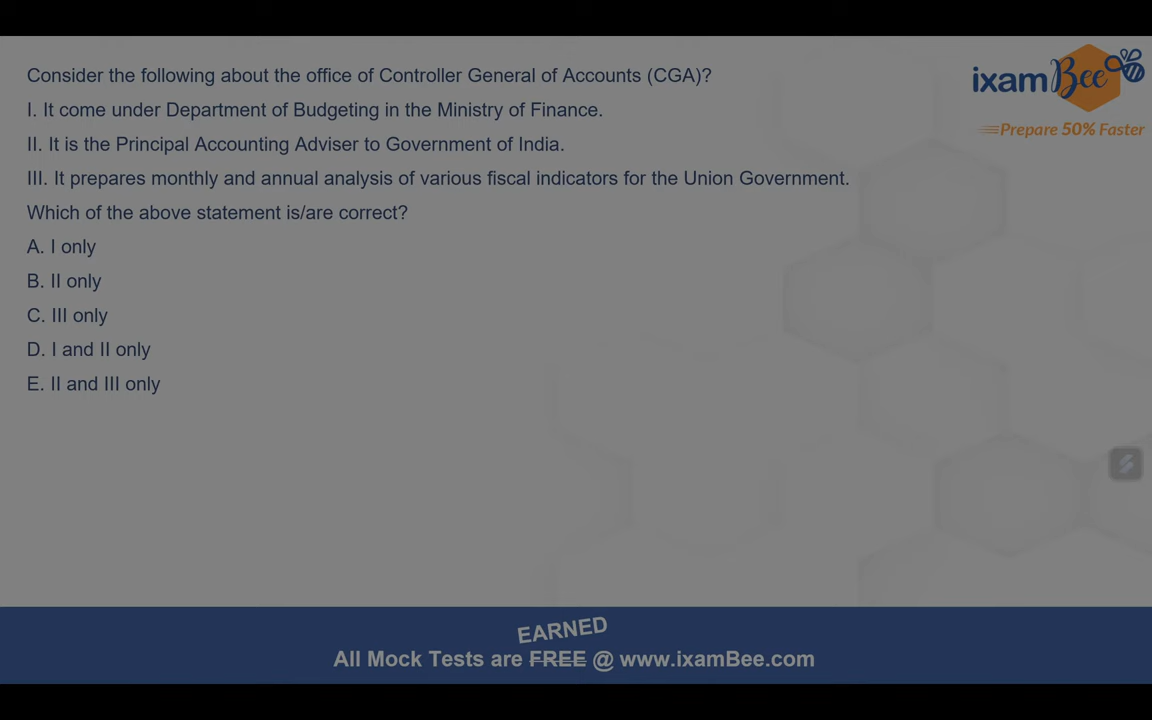 Consider the following about the office of Controller General of Accounts (CGA)?
I. It come under Department of Budgeting in the Ministry of Finance.
II. It is the Principal Accounting Adviser to Government of India.
III. It prepares monthly and annual analysis of various fiscal indicators for the Union Government.
Which of the above statement is/are correct?
A. I only
B. II only
C. III only
D. I and II only
E. II and III only
ixamBee
Prepare 50% Faster
EARNED
All Mock Tests are FREE @ www.ixamBee.com